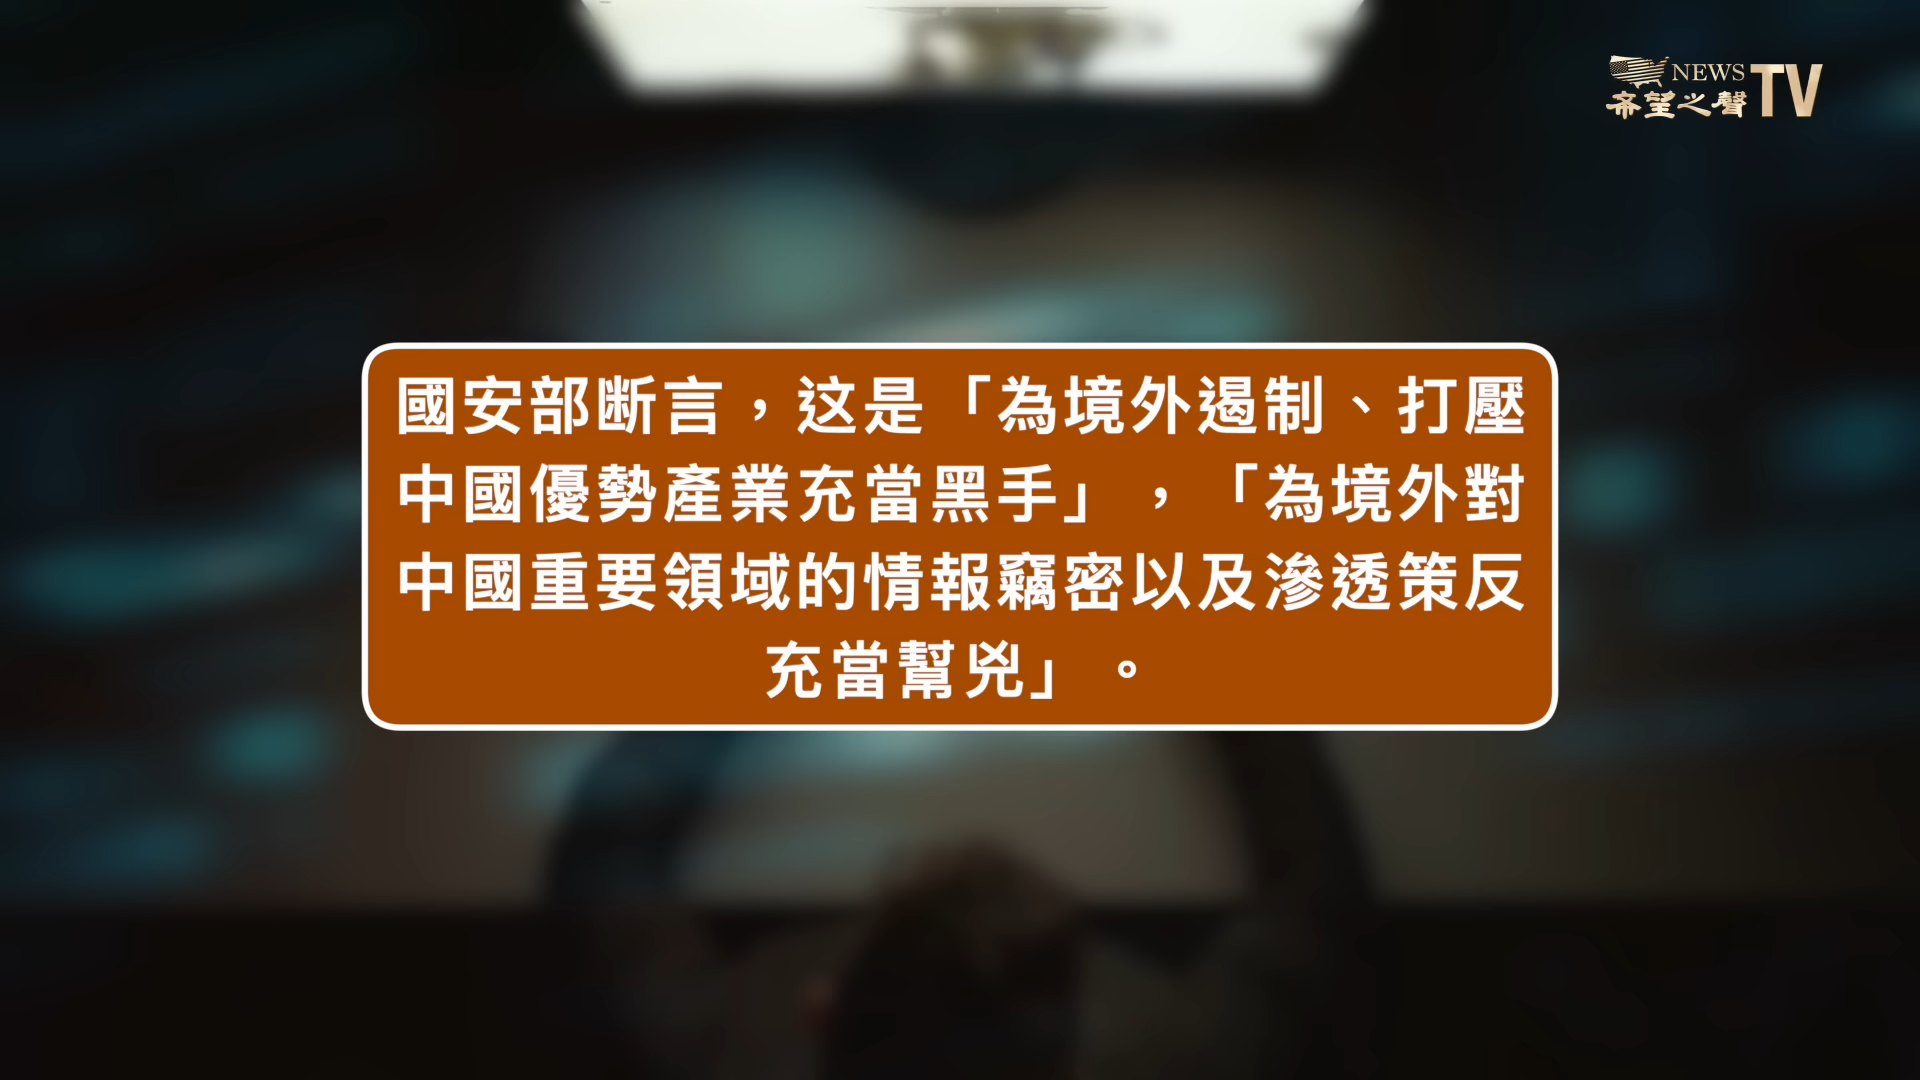 NEWS
希望之聲TV
國安部断言，这是「為境外遏制、打壓
中國優勢產業充當黑手」，「為境外對
中國重要領域的情報竊密以及滲透策反
充當幫兇」。